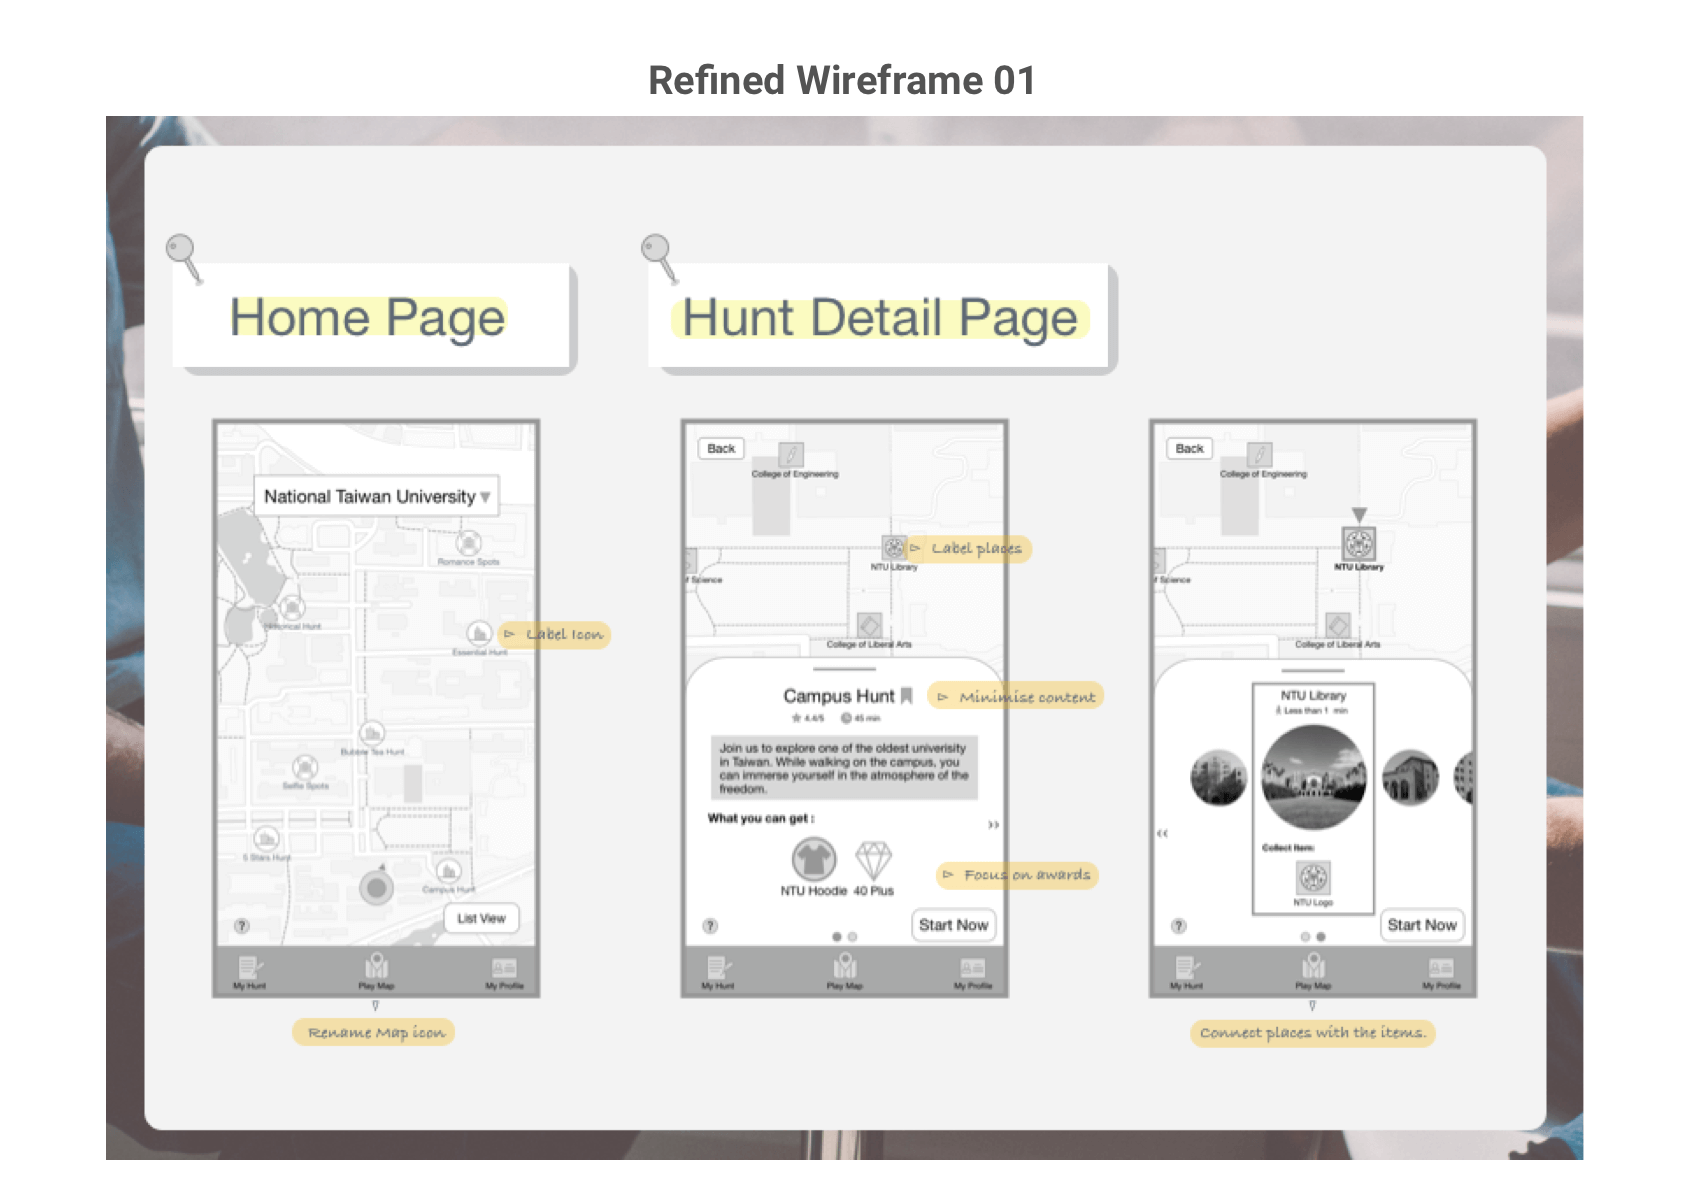 Refined Wireframe 01
Home Page
Hunt Detail Page
National Taiwan University
Romance Spots
Historical Hunt
Essential Hunt
Label Icon
Bubble Tea Hunt
Selfie Spots
5 Stars Hunt
Campus Hunt
List View
?
My Hunt
Play Map
My Profile
Rename Map icon
Back
College of Engineering
Label places
NTU Library
f Science
College of Liberal Arts
Campus Hunt
Minimise content
4.4/5
45 min
Join us to explore one of the oldest univerisity
in Taiwan. While walking on the campus, you
can immerse yourself in the atmosphere of the
freedom.
What you can get :
>>
Focus on awards
NTU Hoodie
40 Plus
?
Start Now
My Hunt
Play Map
My Profile
Back
College of Engineering
NTU Library
f Science
College of Liberal Arts
NTU Library
Less than 1 min
<<
Collect Item:
NTU Logo
?
Start Now
My Hunt
Play Map
My Profile
Connect places with the items.